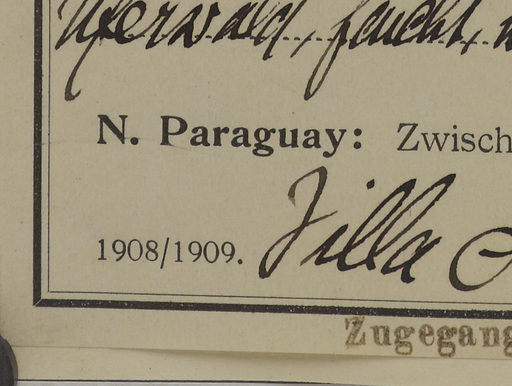 Uferwald, feucht,
N. Paraguay: Zwisch
1908/1909. Villa
Zugegang